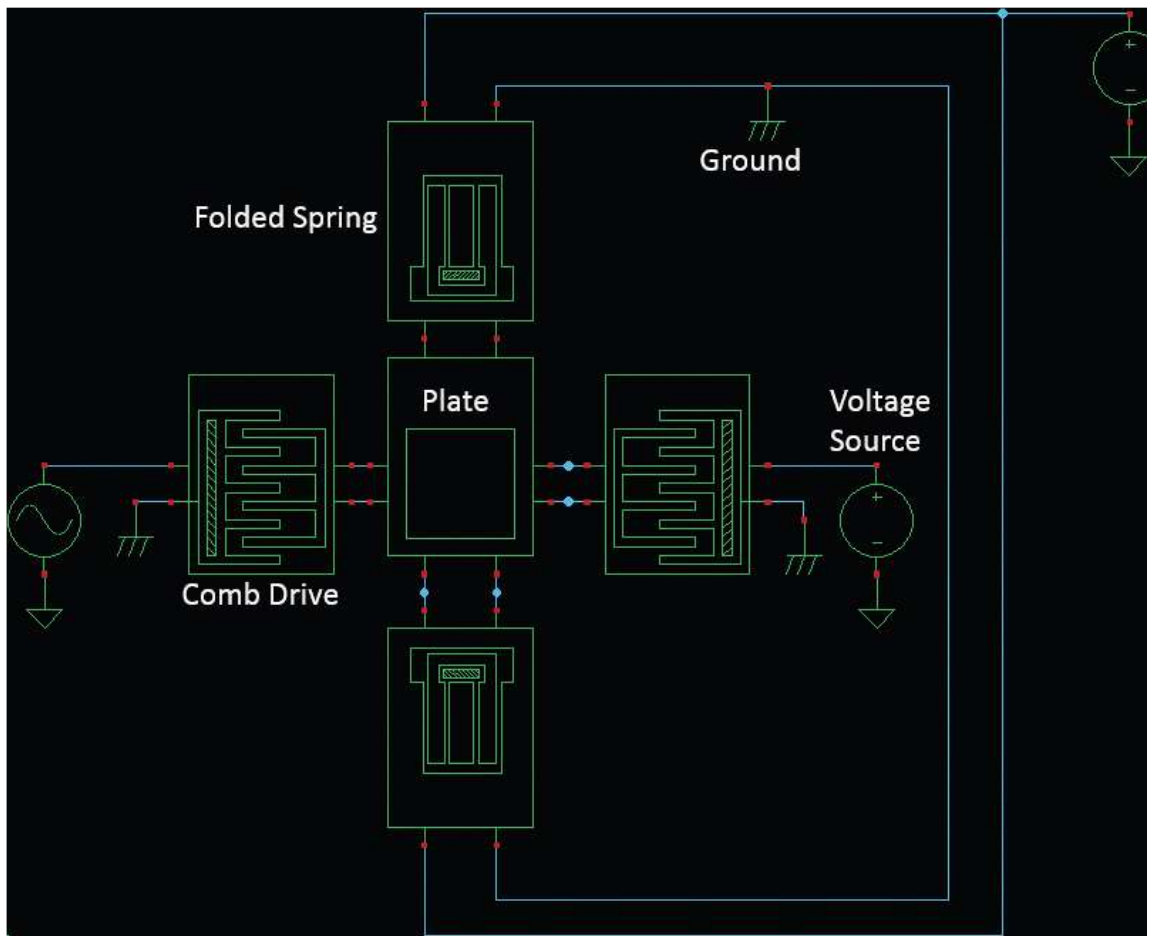 Ground
Folded Spring
Plate
Voltage
Source
Comb Drive